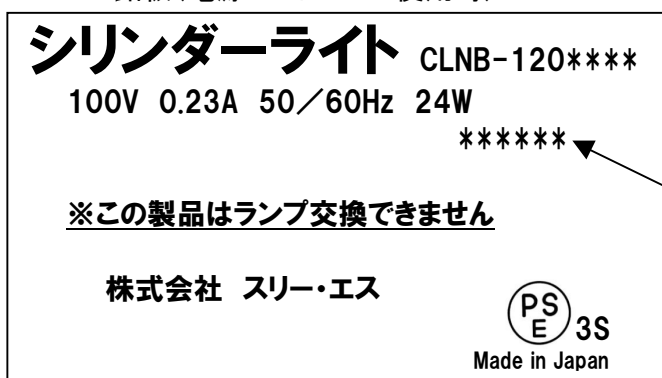 シリンダーライト CLNB-120****
100V 0.23A 50／60Hz 24W
******
※この製品はランプ交換できません
株式会社 スリー・エス
PS
E 3S
Made in Japan